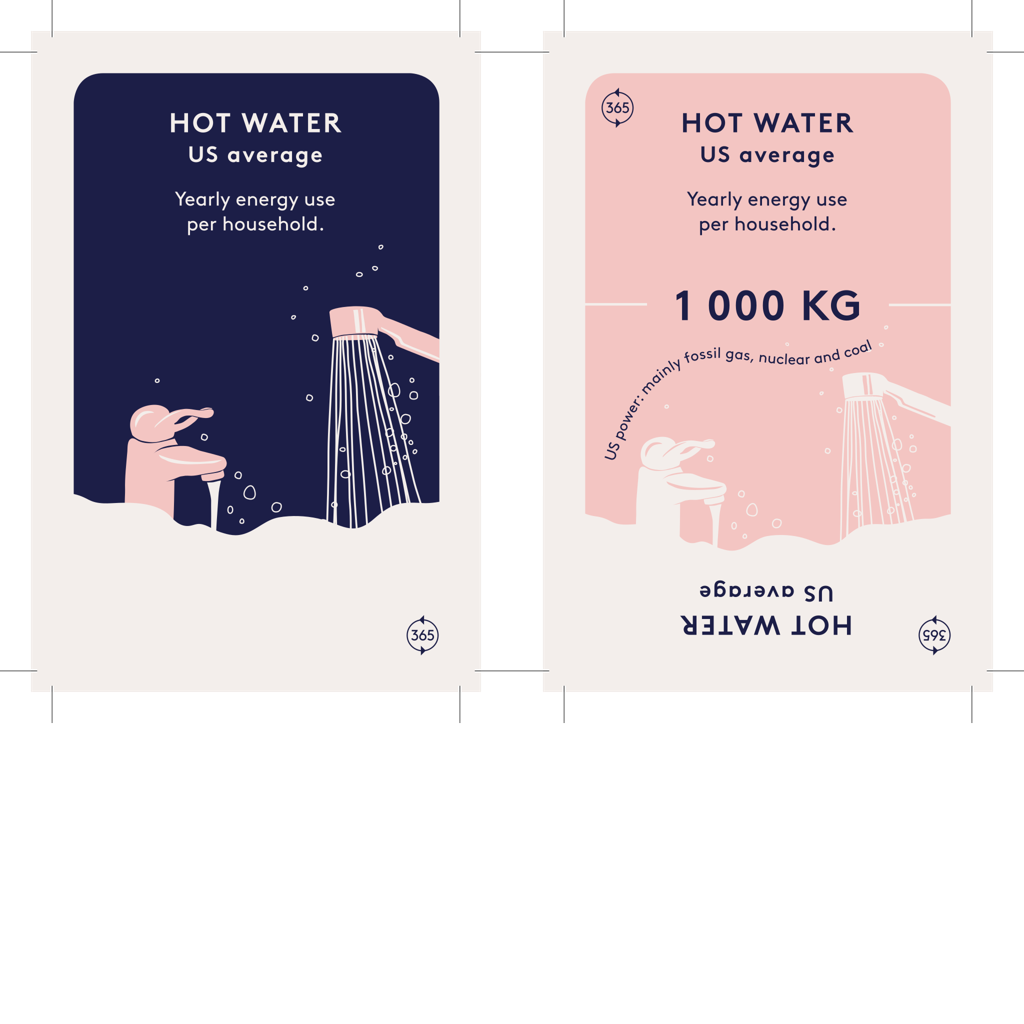 HOT WATER
US average
Yearly energy use
per household.
365
365
HOT WATER
US average
Yearly energy use
per household.
1 000 KG
US power: mainly fossil gas, nuclear and coal
HOT WATER
US average
365